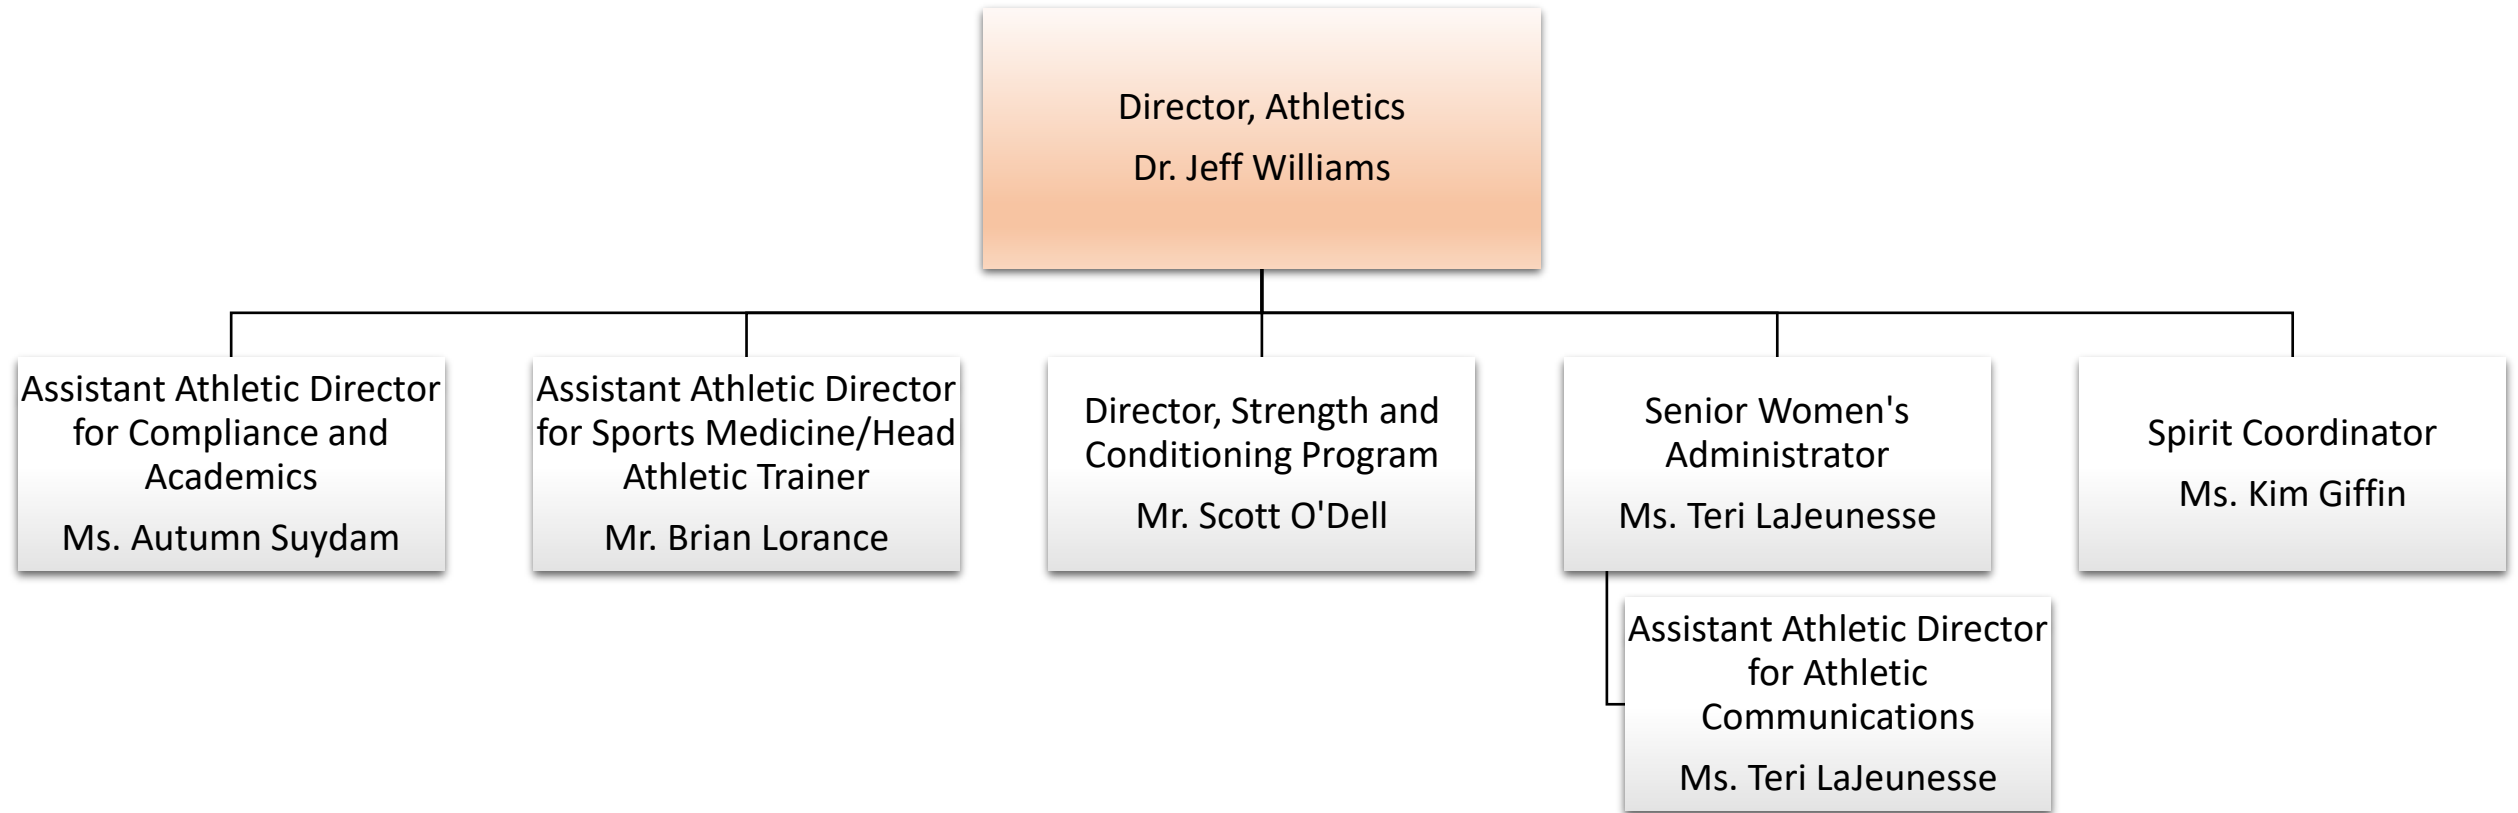 Director, Athletics
Dr. Jeff Williams
Assistant Athletic Director
for Compliance and
Academics
Ms. Autumn Suydam
Assistant Athletic Director
for Sports Medicine/Head
Athletic Trainer
Mr. Brian Lorance
Director, Strength and
Conditioning Program
Mr. Scott O'Dell
Senior Women's
Administrator
Ms. Teri LaJeunesse
Spirit Coordinator
Ms. Kim Giffin
Assistant Athletic Director
for Athletic
Communications
Ms. Teri LaJeunesse